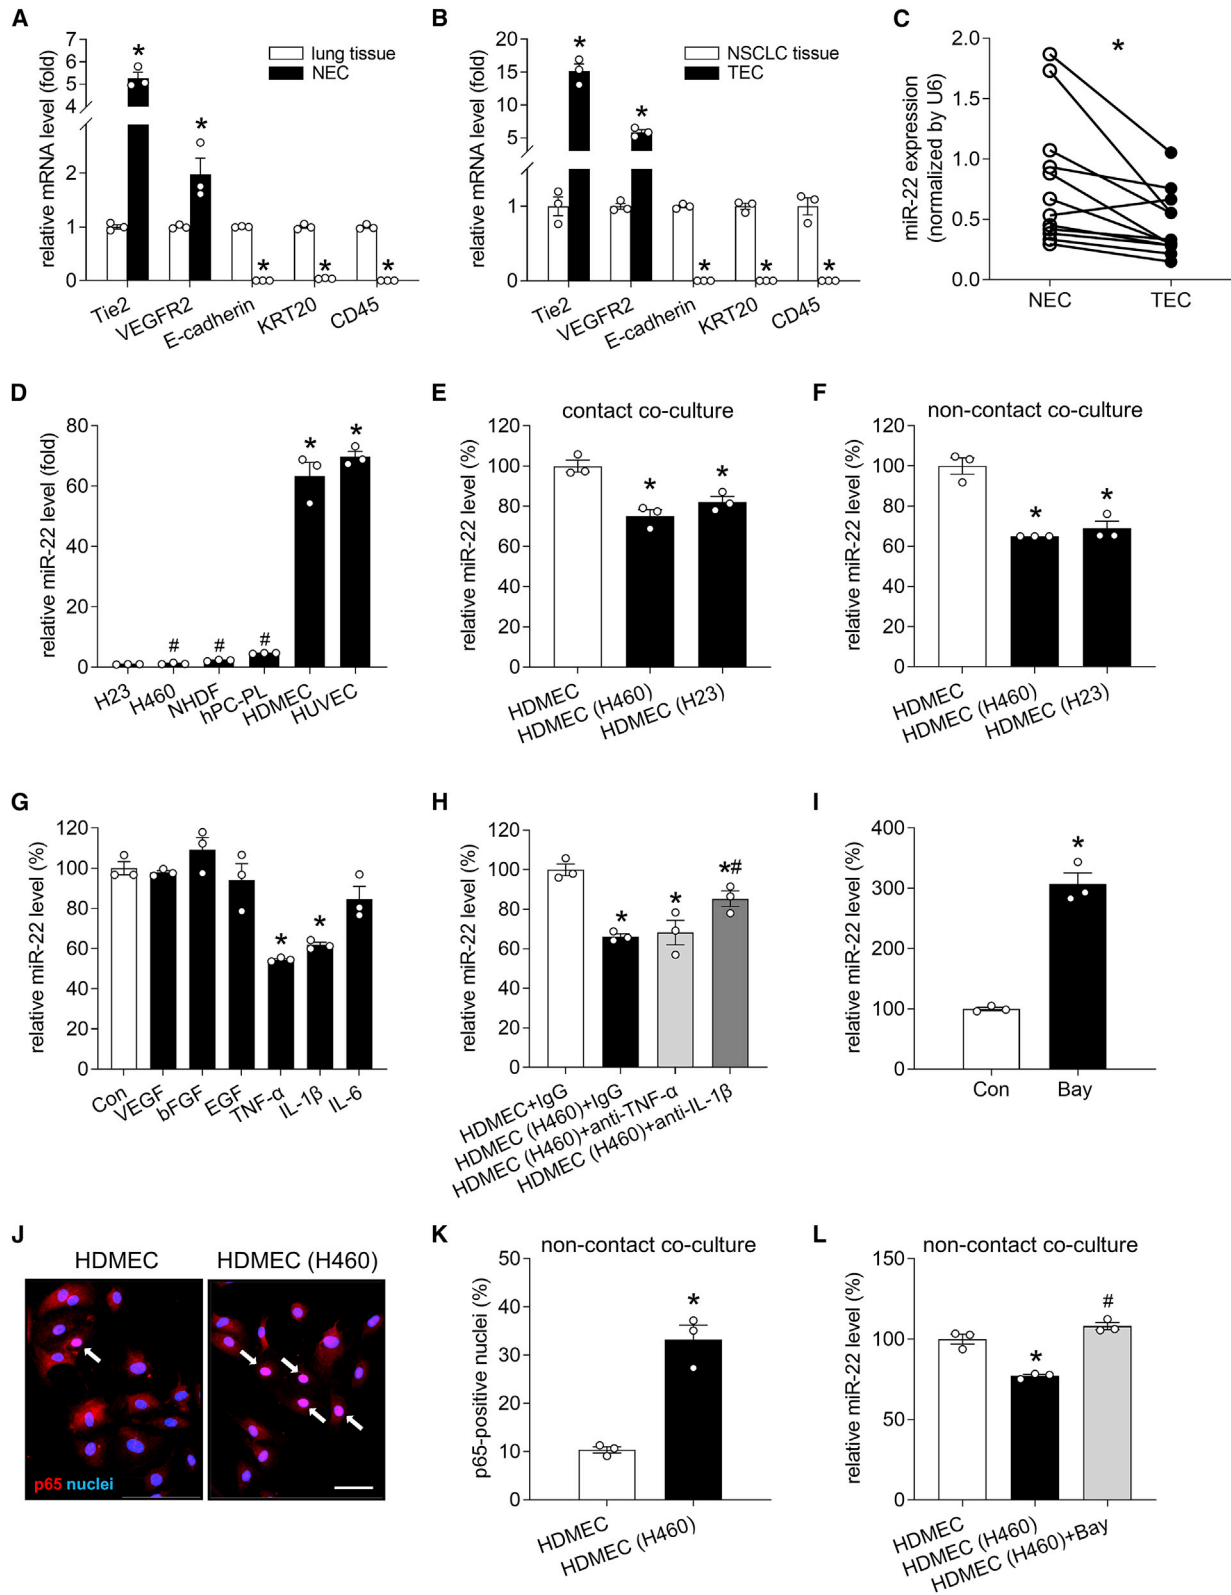 A
relative mRNA level (fold)
7
6
5
4
2
1
0
lung tissue
NEC
*
*
*
*
*
Tie2
VEGFR2
E-cadherin
KRT20
CD45
B
relative mRNA level (fold)
20
15
10
5
1
0
NSCLC tissue
TEC
*
*
*
*
*
Tie2
VEGFR2
E-cadherin
KRT20
CD45
C
miR-22 expression
(normalized by U6)
2.0
1.5
1.0
0.5
0.0
*
NEC
TEC
D
relative miR-22 level (fold)
80
60
40
20
0
#
#
#
*
*
H23
H460
NHDF
hPC-PL
HDMEC
HUVEC
E
contact co-culture
relative miR-22 level (%)
120
100
80
60
40
20
0
*
*
HDMEC
HDMEC (H460)
HDMEC (H23)
F
non-contact co-culture
relative miR-22 level (%)
120
100
80
60
40
20
0
*
*
HDMEC
HDMEC (H460)
HDMEC (H23)
G
relative miR-22 level (%)
120
100
80
60
40
20
0
*
*
Con
VEGF
bFGF
EGF
TNF-α
IL-1β
IL-6
H
relative miR-22 level (%)
120
100
80
60
40
20
0
*
*
*#
HDMEC+IgG
HDMEC (H460)+IgG
HDMEC (H460)+anti-TNF-α
HDMEC (H460)+anti-IL-1β
I
relative miR-22 level (%)
400
300
200
100
0
*
Con
Bay
J
HDMEC
HDMEC (H460)
p65 nuclei
K
non-contact co-culture
p65-positive nuclei (%)
50
40
30
20
10
0
*
HDMEC
HDMEC (H460)
L
non-contact co-culture
relative miR-22 level (%)
150
100
50
0
*
#
HDMEC
HDMEC (H460)
HDMEC (H460)+Bay